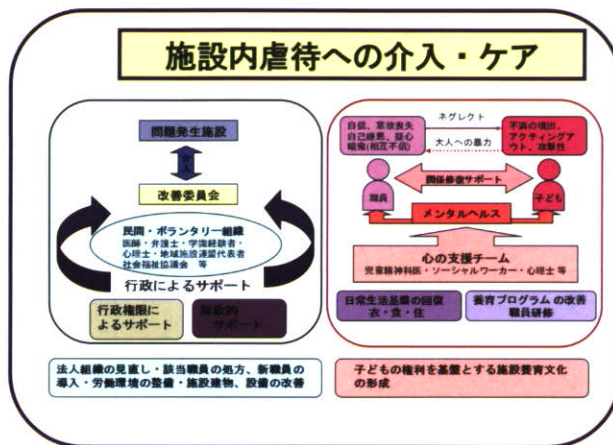 施設内虐待への介入・ケア
問題発生施設
介入
改善委員会
民間・ボランタリー組織
医師・弁護士・学識経験者・
心理士・地域施設連盟代表者
社会福祉協議会 等
行政によるサポート
行政権限に
よるサポート
財政的
サポート
法人組織の見直し・該当職員の処方、新職員の
導入・労働環境の整備・施設建物、設備の改善
自信、意欲喪失
自己嫌悪、疑心
暗鬼(相互不信)
ネグレクト
大人への暴力
不満の噴出、
アクティングア
ウト、攻撃性
関係修復サポート
職員
子ども
メンタルヘルス
心の支援チーム
児童精神科医・ソーシャルワーカー・心理士 等
日常生活基盤の回復
衣・食・住
養育プログラムの改善
職員研修
子どもの権利を基盤とする施設養育文化
の形成